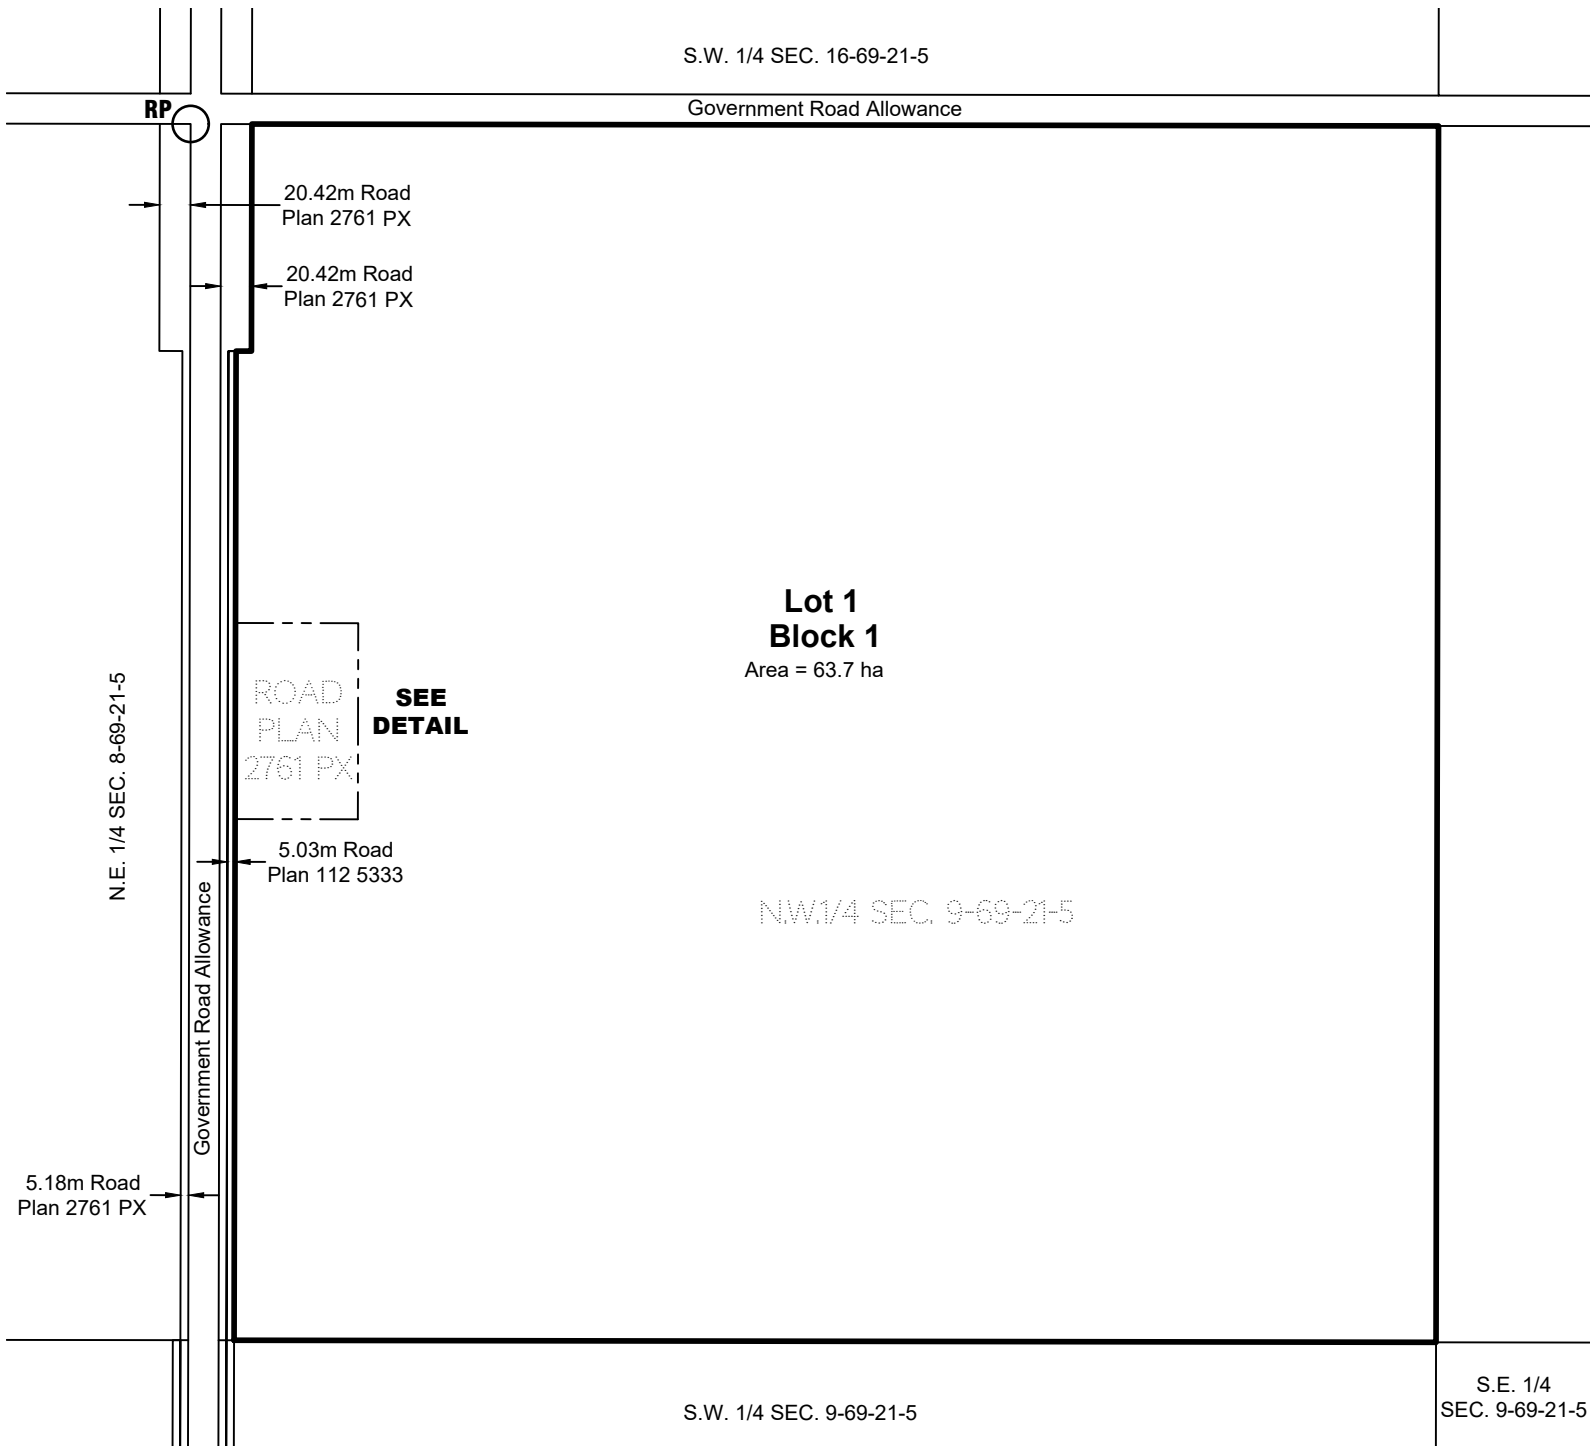 S.W. 1/4 SEC. 16-69-21-5
RP
Government Road Allowance
20.42m Road
Plan 2761 PX
20.42m Road
Plan 2761 PX
Lot 1
Block 1
Area = 63.7 ha
N.E. 1/4 SEC. 8-69-21-5
ROAD
PLAN
2761 PX
SEE
DETAIL
5.03m Road
Plan 112 5333
N.W.1/4 SEC. 9-69-21-5
Government Road Allowance
5.18m Road
Plan 2761 PX
S.W. 1/4 SEC. 9-69-21-5
S.E. 1/4
SEC. 9-69-21-5